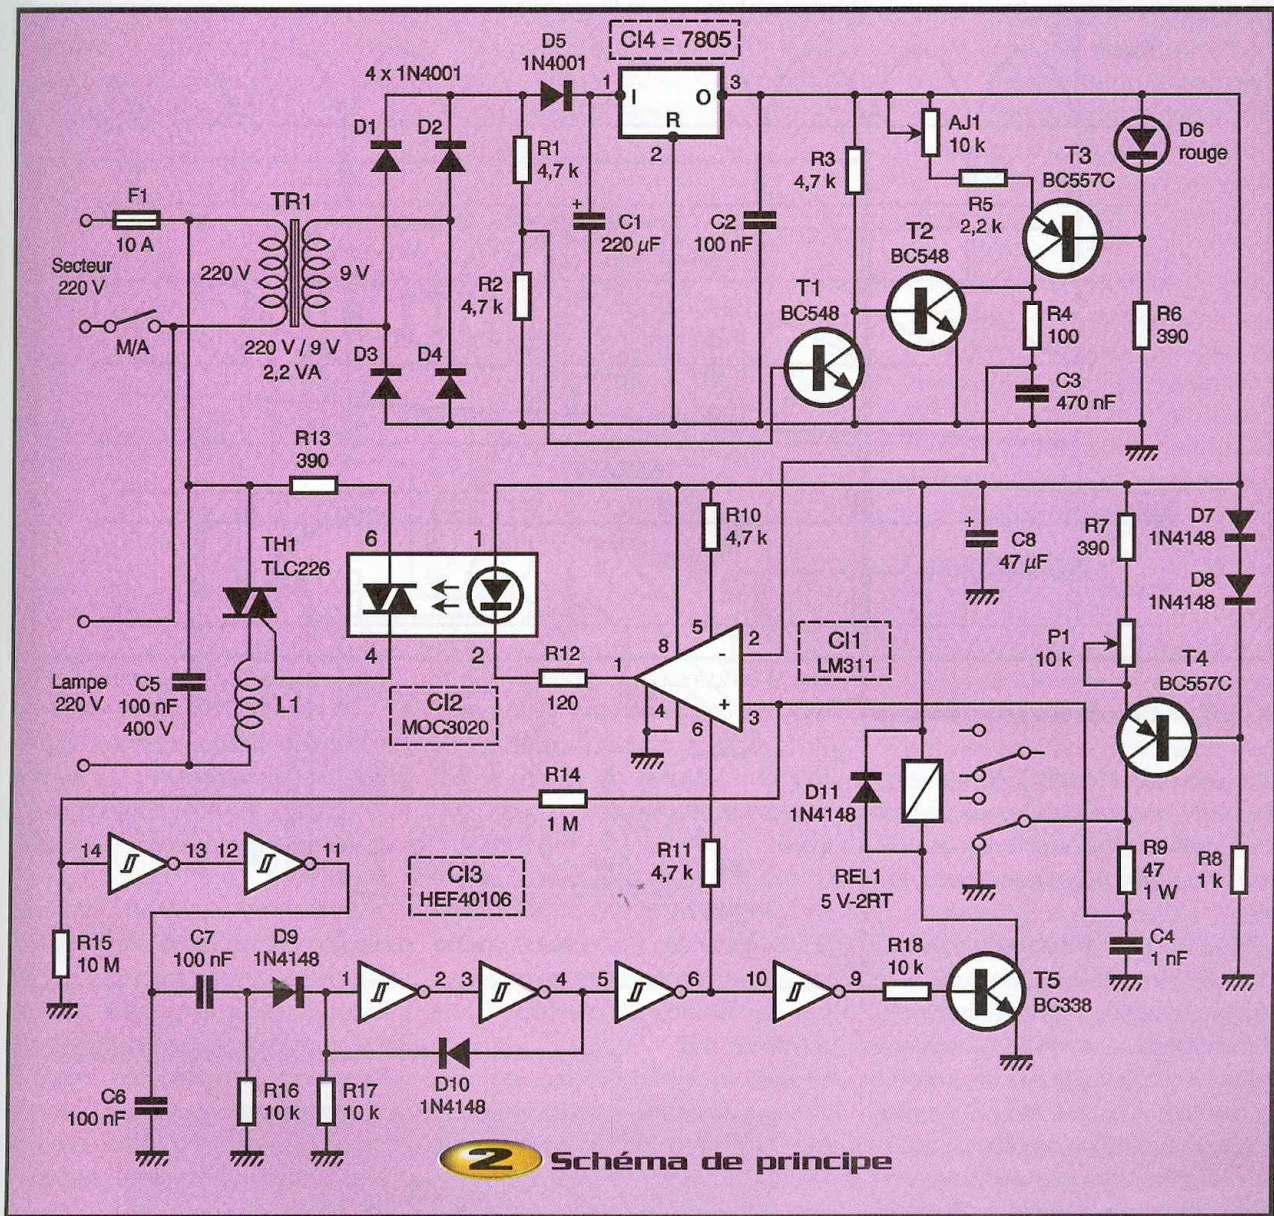 D5
1N4001
CI4 = 7805
4 x 1N4001
1
I
O
3
R
2
D1
D2
R1
4,7 k
R3
4,7 k
AJ1
10 k
T3
BC557C
D6
rouge
F1
10 A
TR1
+
C1
220 µF
C2
100 nF
T2
BC548
R5
2,2 k
Secteur
220 V
220 V
9 V
R2
4,7 k
T1
BC548
R4
100
R6
390
M/A
220 V / 9 V
2,2 VA
D3
D4
C3
470 nF
R13
390
6
1
R10
4,7 k
+
C8
47 µF
R7
390
D7
1N4148
TH1
TLC226
D8
1N4148
4
2
R12
120
1
8
5
-
2
4
+
3
6
CI1
LM311
P1
10 k
T4
BC557C
Lampe
220 V
C5
100 nF
400 V
L1
CI2
MOC3020
R14
1 M
D11
1N4148
14
13
12
11
CI3
HEF40106
R11
4,7 k
REL1
5 V-2RT
R9
47
1 W
R8
1 k
R15
10 M
C7
100 nF
D9
1N4148
1
2
3
4
5
6
10
9
R18
10 k
T5
BC338
C4
1 nF
C6
100 nF
R16
10 k
R17
10 k
D10
1N4148
2 Schéma de principe